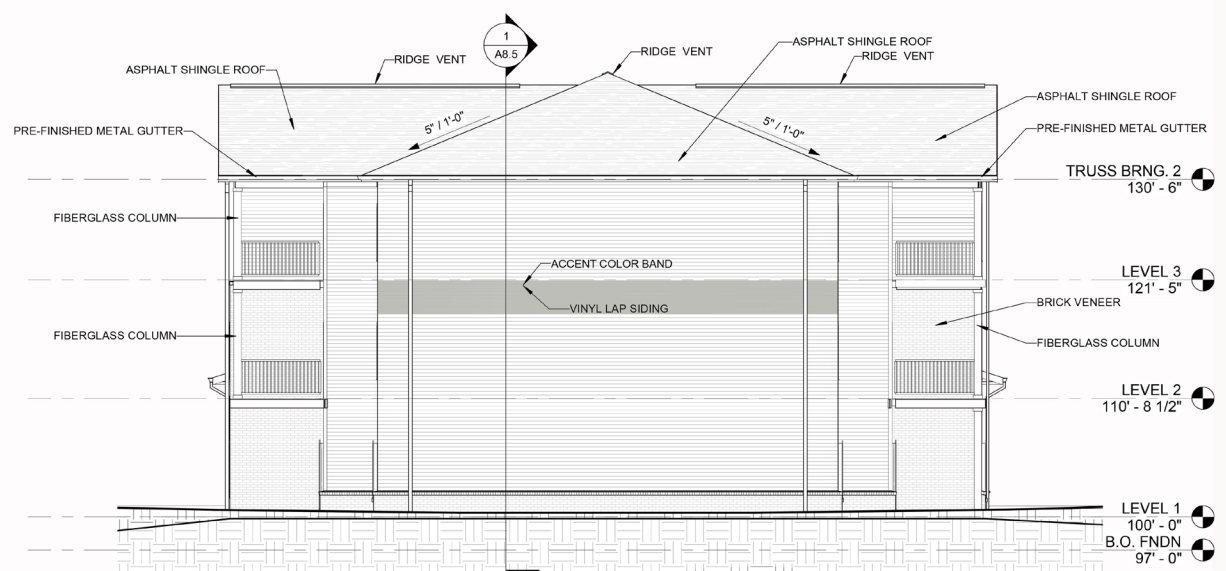 1
A8.5
ASPHALT SHINGLE ROOF
RIDGE VENT
RIDGE VENT
ASPHALT SHINGLE ROOF
RIDGE VENT
ASPHALT SHINGLE ROOF
PRE-FINISHED METAL GUTTER
5" / 1'-0"
5" / 1'-0"
PRE-FINISHED METAL GUTTER
TRUSS BRNG. 2
130' - 6"
FIBERGLASS COLUMN
ACCENT COLOR BAND
LEVEL 3
121' - 5"
VINYL LAP SIDING
BRICK VENEER
FIBERGLASS COLUMN
FIBERGLASS COLUMN
LEVEL 2
110' - 8 1/2"
LEVEL 1
100' - 0"
B.O. FNDN
97' - 0"